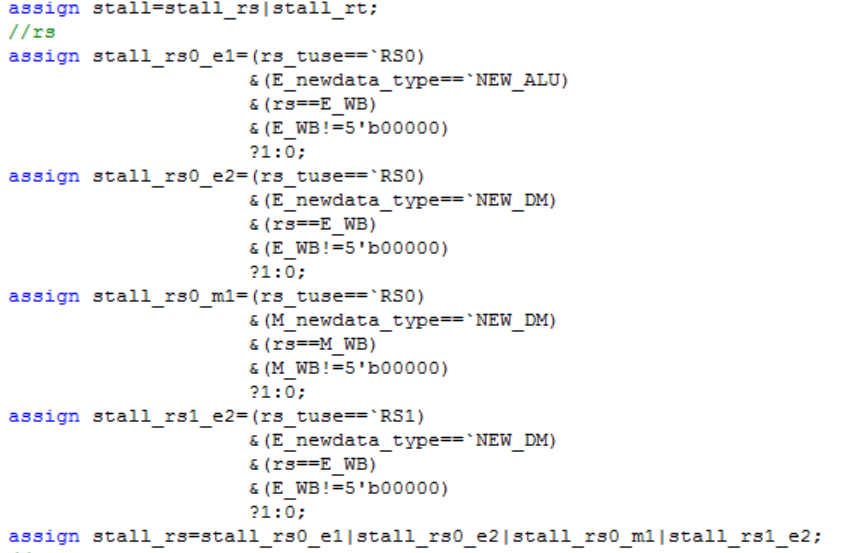 assign stall=stall_rs|stall_rt;
//rs
assign stall_rs0_e1=(rs_tuse==`RS0)
&(E_newdata_type==`NEW_ALU)
&(rs==E_WB)
&(E_WB!=5'b00000)
?1:0;
assign stall_rs0_e2=(rs_tuse==`RS0)
&(E_newdata_type==`NEW_DM)
&(rs==E_WB)
&(E_WB!=5'b00000)
?1:0;
assign stall_rs0_m1=(rs_tuse==`RS0)
&(M_newdata_type==`NEW_DM)
&(rs==M_WB)
&(M_WB!=5'b00000)
?1:0;
assign stall_rs1_e2=(rs_tuse==`RS1)
&(E_newdata_type==`NEW_DM)
&(rs==E_WB)
&(E_WB!=5'b00000)
?1:0;
assign stall_rs=stall_rs0_e1|stall_rs0_e2|stall_rs0_m1|stall_rs1_e2;